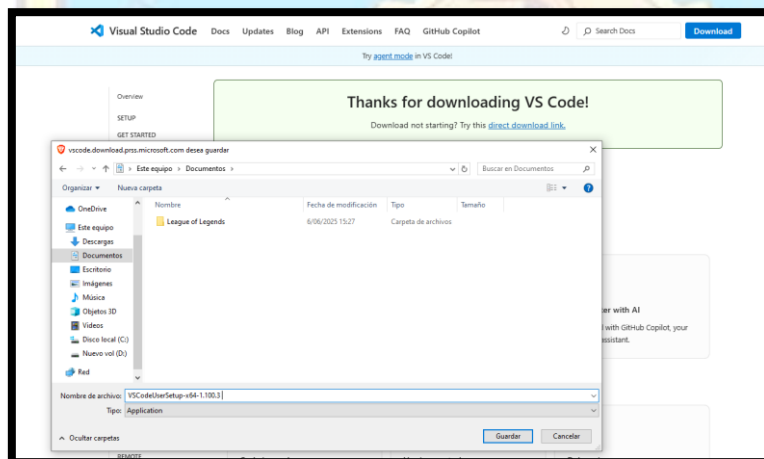 Visual Studio Code Docs Updates Blog API Extensions FAQ GitHub Copilot Search Docs Download
Try agent mode in VS Code!
Overview
SETUP
GET STARTED
Thanks for downloading VS Code!
Download not starting? Try this direct download link.
vscode.download.prss.microsoft.com desea guardar
Este equipo > Documentos >
Buscar en Documentos
Organizar Nueva carpeta
Nombre Fecha de modificación Tipo Tamaño
League of Legends 6/06/2025 15:27 Carpeta de archivos
OneDrive
Este equipo
Descargas
Documentos
Escritorio
Imágenes
Música
Objetos 3D
Videos
Disco local (C:)
Nuevo vol (D:)
Red
Nombre de archivo: VSCodeUserSetup-x64-1.100.3
Tipo: Application
Ocultar carpetas
Guardar Cancelar
with AI
with GitHub Copilot, your
assistant.
REMOTE